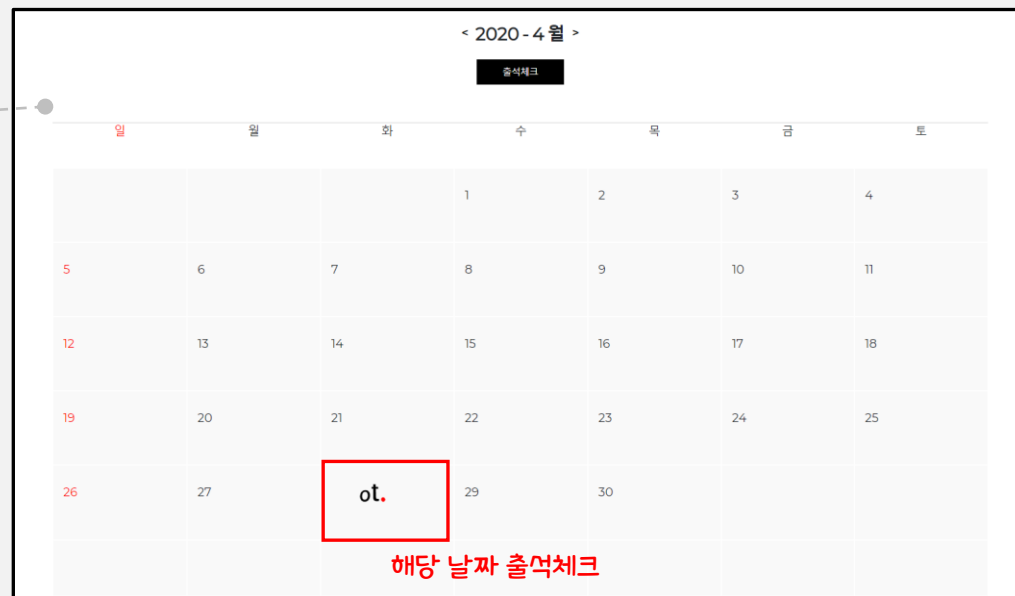 < 2020 - 4 월 >
출석체크
일 월 화 수 목 금 토
1 2 3 4
5 6 7 8 9 10 11
12 13 14 15 16 17 18
19 20 21 22 23 24 25
26 27 ot. 29 30
해당 날짜 출석체크